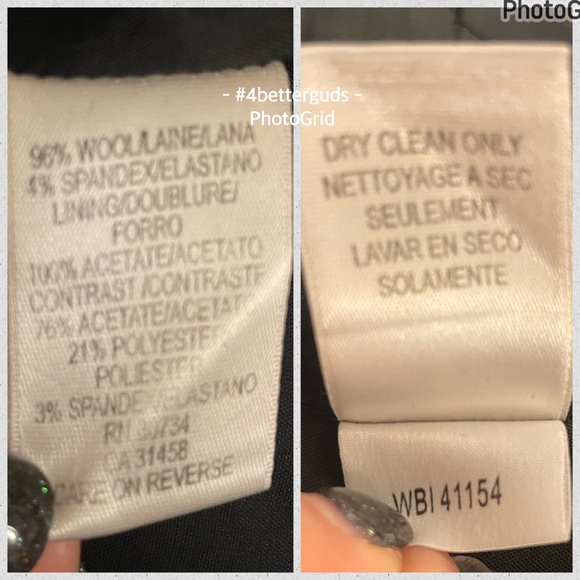 PhotoG
- #4betterguds -
PhotoGrid
96% WOOL/LAINE/LANA
4% SPANDEX/ELASTANO
LINING/DOUBLURE/
FORRO
100% ACETATE/ACETATO
CONTRAST/CONTRASTE
76% ACETATE/ACETATO
21% POLYESTER
POLIESTER
3% SPANDEX/ELASTANO
RN
CA 31458
CARE ON REVERSE
DRY CLEAN ONLY
NETTOYAGE A SEC
SEULEMENT
LAVAR EN SECO
SOLAMENTE
WBI 41154